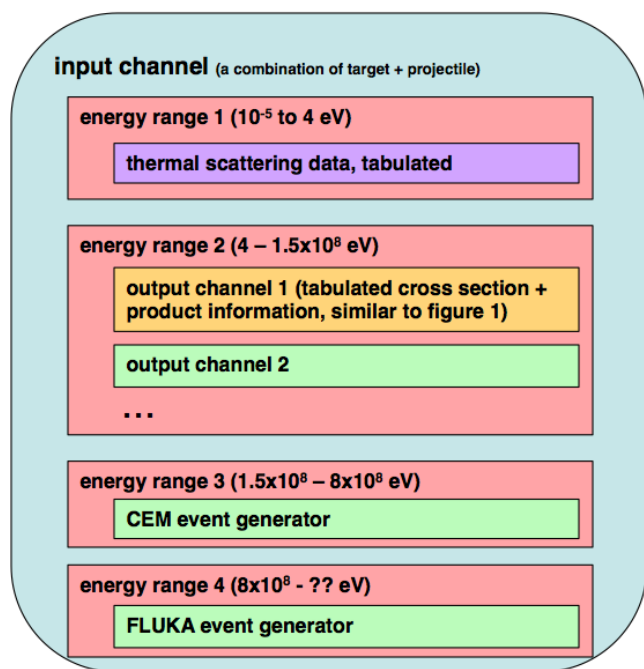 input channel (a combination of target + projectile)
energy range 1 (10⁻⁵ to 4 eV)
thermal scattering data, tabulated
energy range 2 (4 – 1.5x10⁸ eV)
output channel 1 (tabulated cross section +
product information, similar to figure 1)
output channel 2
...
energy range 3 (1.5x10⁸ – 8x10⁸ eV)
CEM event generator
energy range 4 (8x10⁸ - ?? eV)
FLUKA event generator